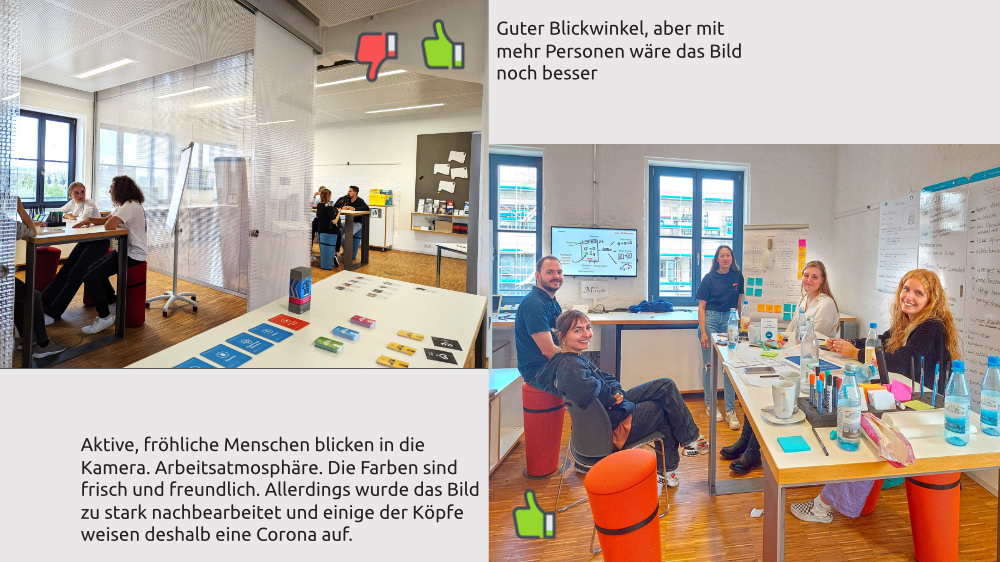 Guter Blickwinkel, aber mit
mehr Personen wäre das Bild
noch besser
Aktive, fröhliche Menschen blicken in die
Kamera. Arbeitsatmosphäre. Die Farben sind
frisch und freundlich. Allerdings wurde das Bild
zu stark nachbearbeitet und einige der Köpfe
weisen deshalb eine Corona auf.